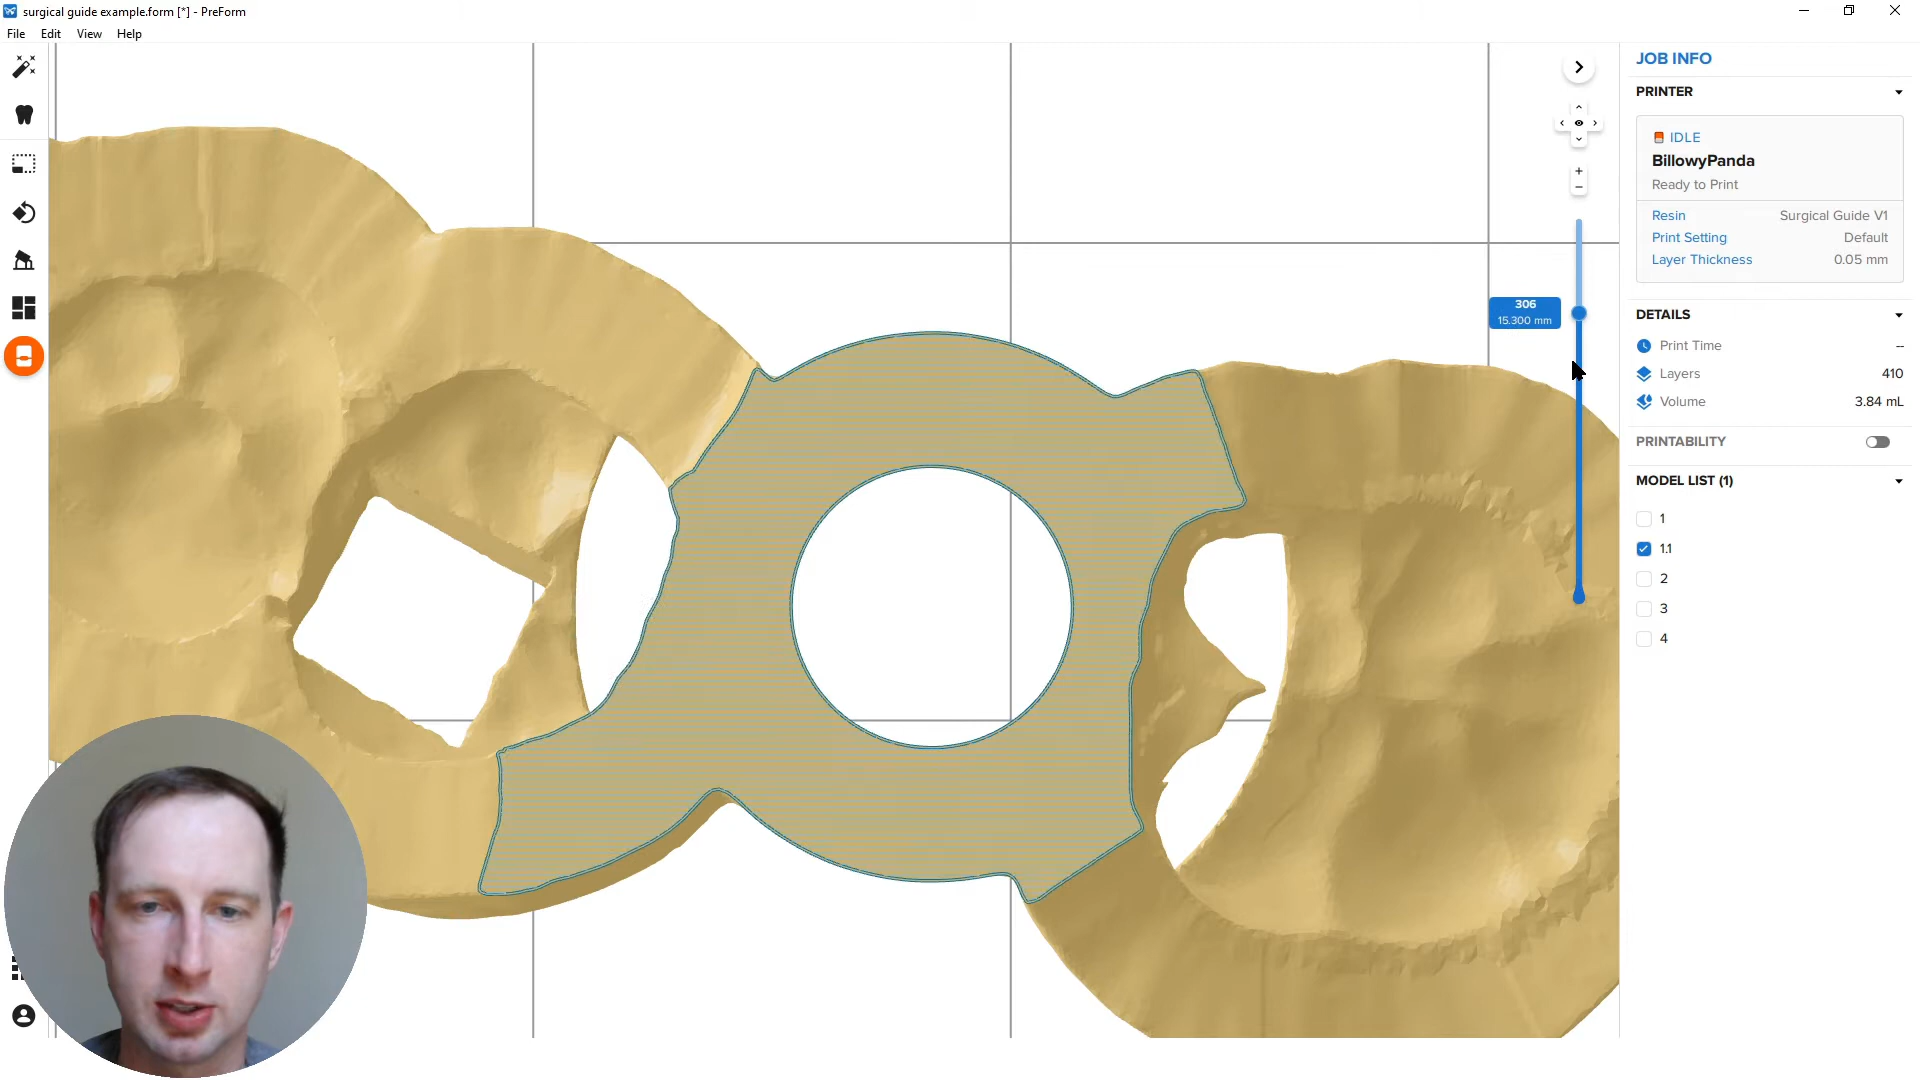 surgical guide example.form [*] - PreForm
File Edit View Help
306
15.300 mm
JOB INFO
PRINTER
IDLE
BillowyPanda
Ready to Print
Resin Surgical Guide V1
Print Setting Default
Layer Thickness 0.05 mm
DETAILS
Print Time --
Layers 410
Volume 3.84 mL
PRINTABILITY
MODEL LIST (1)
1
1.1
2
3
4